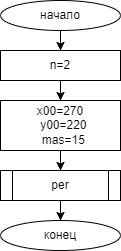 начало
n=2
x00=270
y00=220
mas=15
per
конец